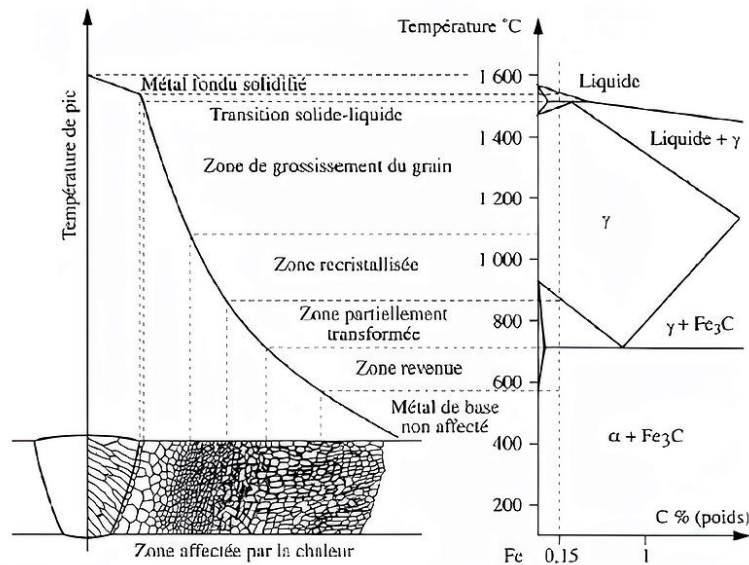 Température °C
Température de pic
1 600
Métal fondu solidifié
Liquide
Transition solide-liquide
1 400
Liquide + γ
Zone de grossissement du grain
1 200
γ
1 000
Zone recristallisée
Zone partiellement
transformée
800
γ + Fe3C
Zone revenue
600
Métal de base
non affecté
400
α + Fe3C
200
C % (poids)
Zone affectée par la chaleur
Fe
0,15
1